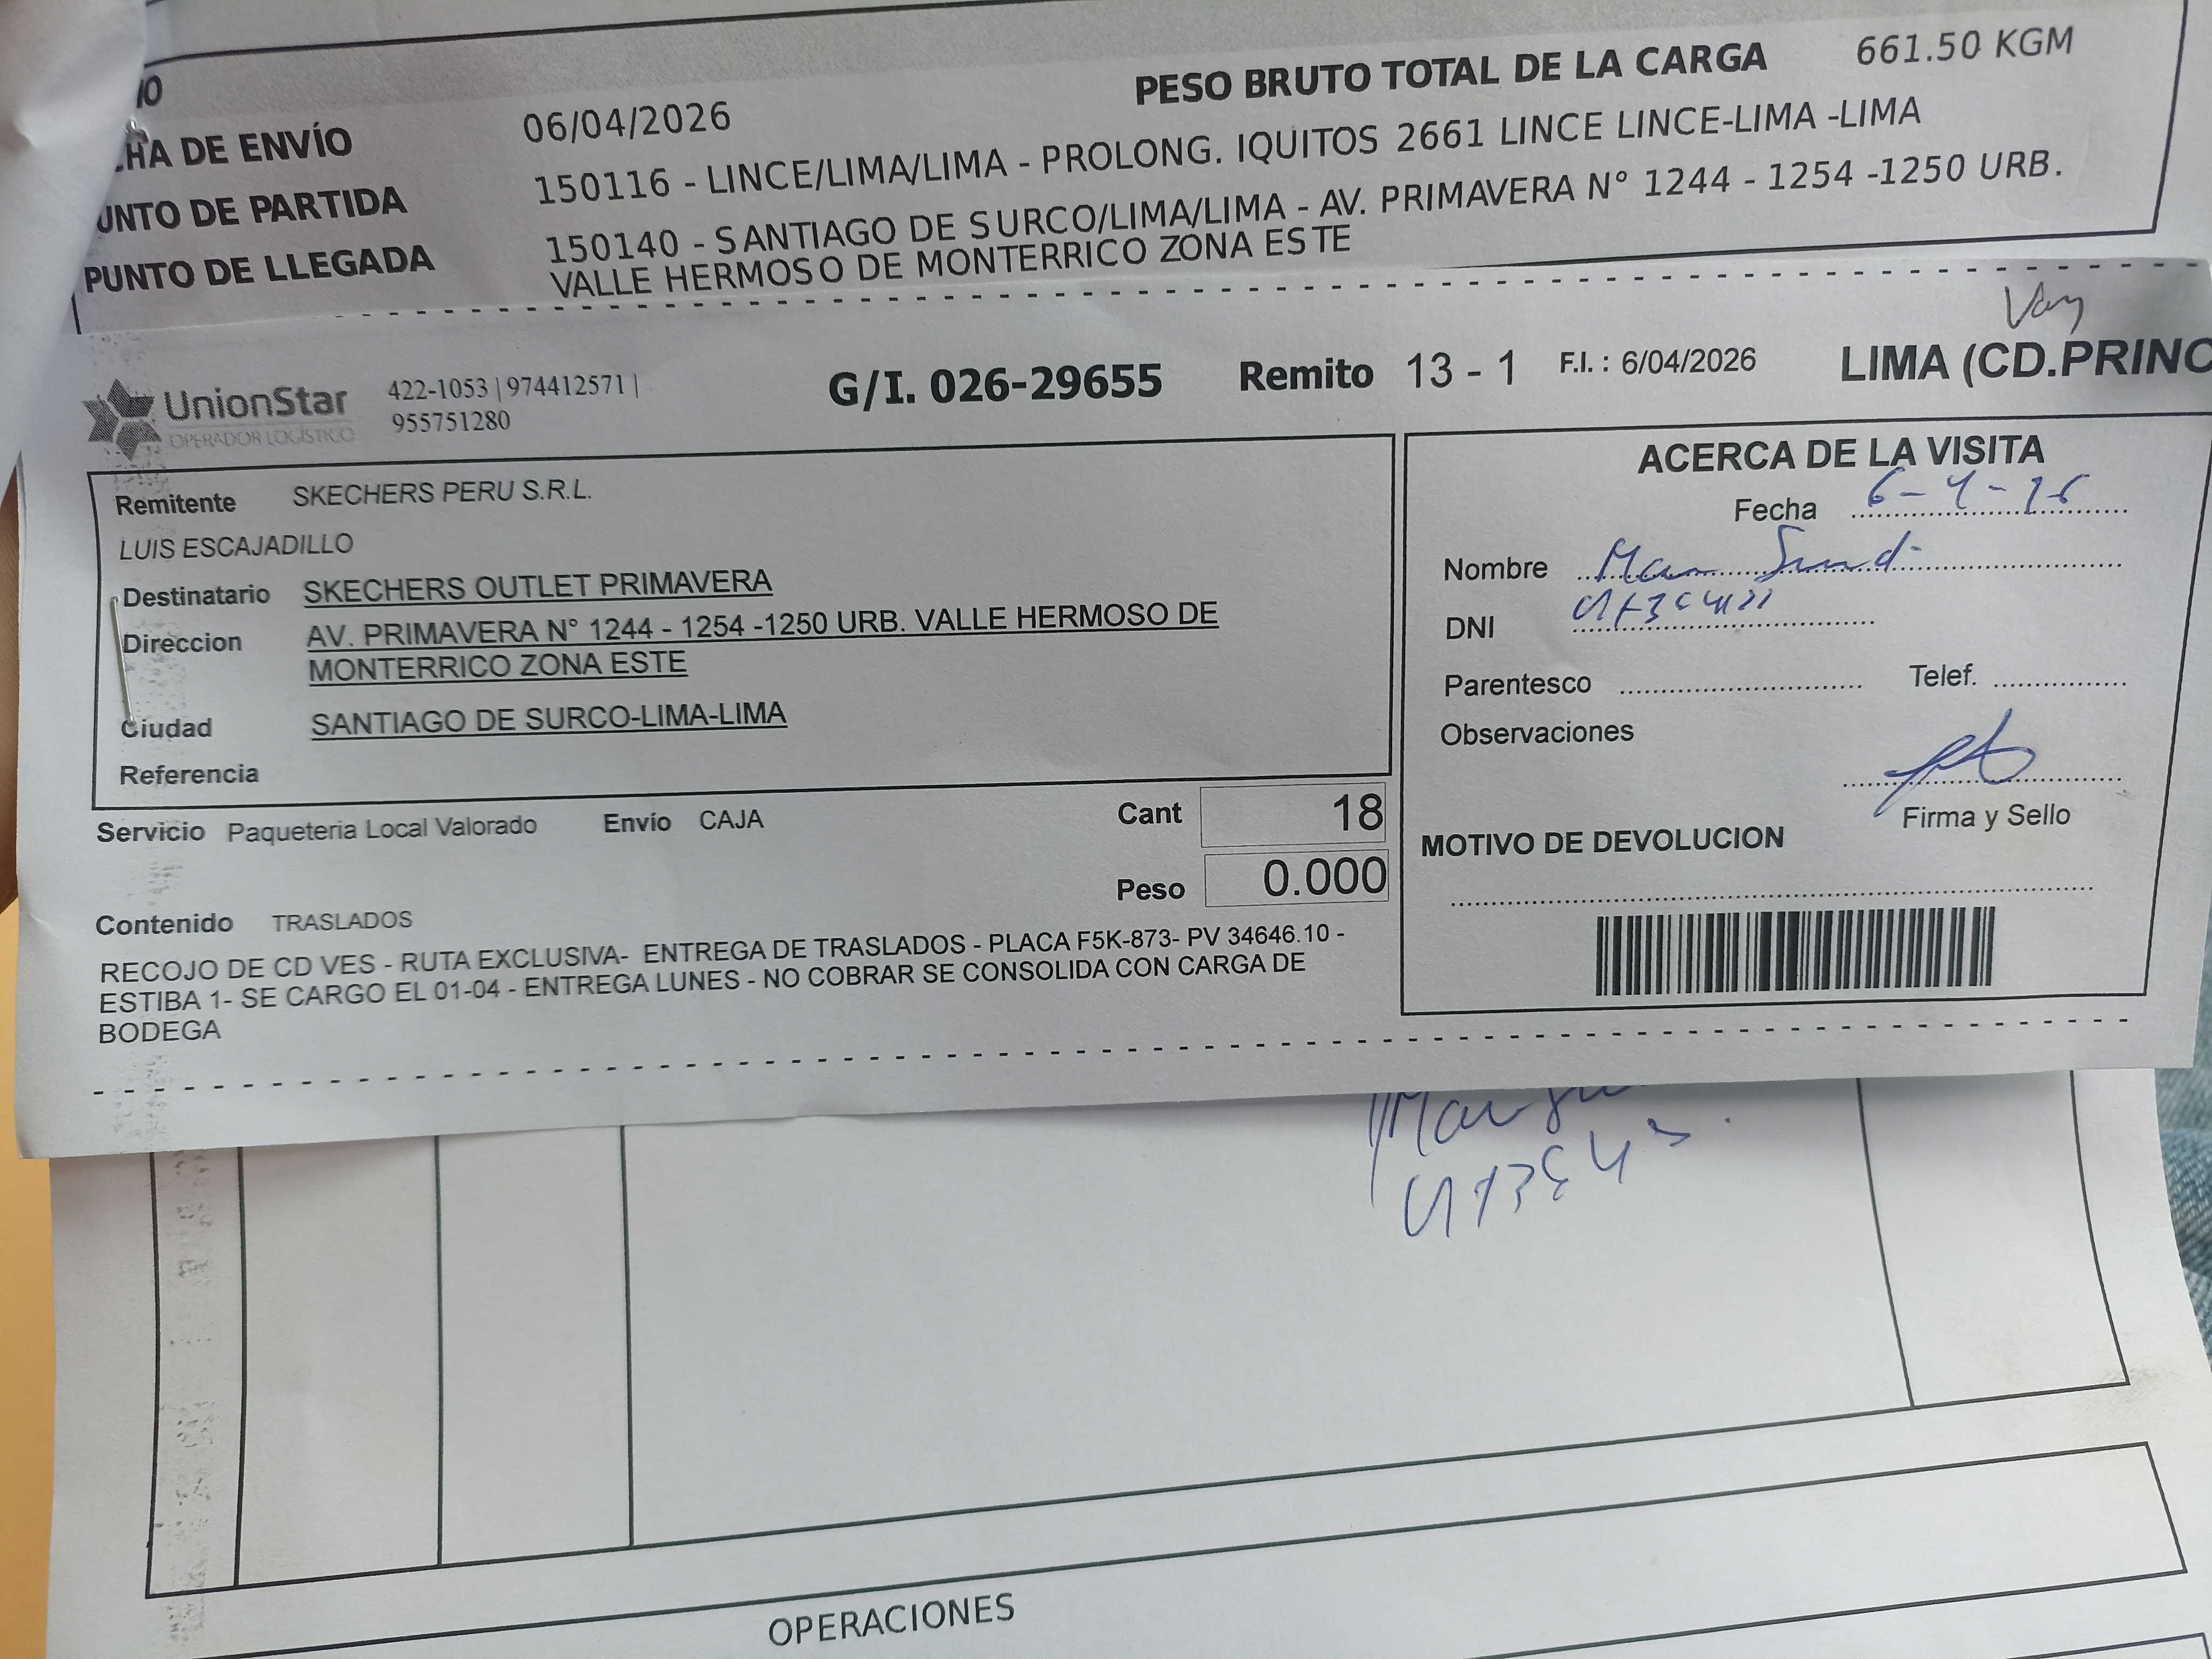 IO
HA DE ENVÍO 06/04/2026 PESO BRUTO TOTAL DE LA CARGA 661.50 KGM
UNTO DE PARTIDA 150116 - LINCE/LIMA/LIMA - PROLONG. IQUITOS 2661 LINCE LINCE-LIMA -LIMA
PUNTO DE LLEGADA 150140 - SANTIAGO DE SURCO/LIMA/LIMA - AV. PRIMAVERA N° 1244 - 1254 -1250 URB.
VALLE HERMOSO DE MONTERRICO ZONA ESTE
UnionStar
OPERADOR LOGÍSTICO
422-1053 | 974412571 |
955751280
G/I. 026-29655 Remito 13 - 1 F.I. : 6/04/2026 LIMA (CD.PRINC
Remitente SKECHERS PERU S.R.L.
LUIS ESCAJADILLO
Destinatario SKECHERS OUTLET PRIMAVERA
Direccion AV. PRIMAVERA N° 1244 - 1254 -1250 URB. VALLE HERMOSO DE
MONTERRICO ZONA ESTE
Ciudad SANTIAGO DE SURCO-LIMA-LIMA
Referencia
Servicio Paqueteria Local Valorado Envío CAJA
Cant 18
Peso 0.000
Contenido TRASLADOS
RECOJO DE CD VES - RUTA EXCLUSIVA- ENTREGA DE TRASLADOS - PLACA F5K-873- PV 34646.10 -
ESTIBA 1- SE CARGO EL 01-04 - ENTREGA LUNES - NO COBRAR SE CONSOLIDA CON CARGA DE
BODEGA
ACERCA DE LA VISITA
Fecha
Nombre
DNI
Parentesco Telef.
Observaciones
Firma y Sello
MOTIVO DE DEVOLUCION
OPERACIONES